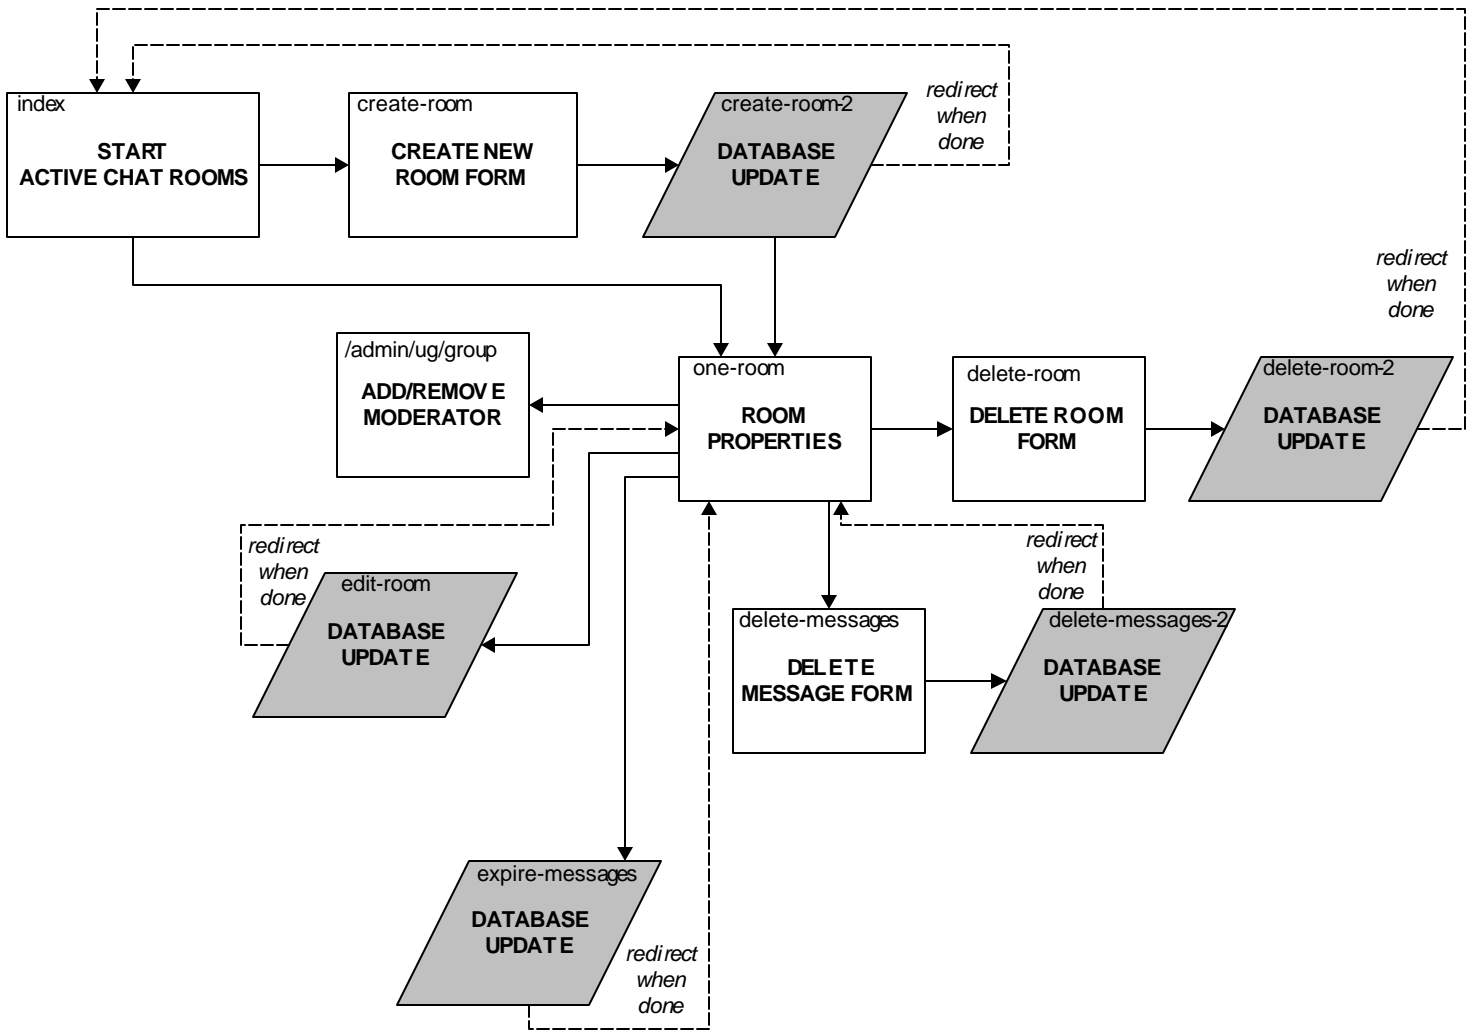 index
START
ACTIVE CHAT ROOMS
create-room
CREATE NEW
ROOM FORM
create-room-2
DATABASE
UPDATE
redirect
when
done
redirect
when
done
/admin/ug/group
ADD/REMOVE
MODERATOR
one-room
ROOM
PROPERTIES
delete-room
DELETE ROOM
FORM
delete-room-2
DATABASE
UPDATE
redirect
when
done
edit-room
DATABASE
UPDATE
redirect
when
done
delete-messages
DELETE
MESSAGE FORM
delete-messages-2
DATABASE
UPDATE
expire-messages
DATABASE
UPDATE
redirect
when
done